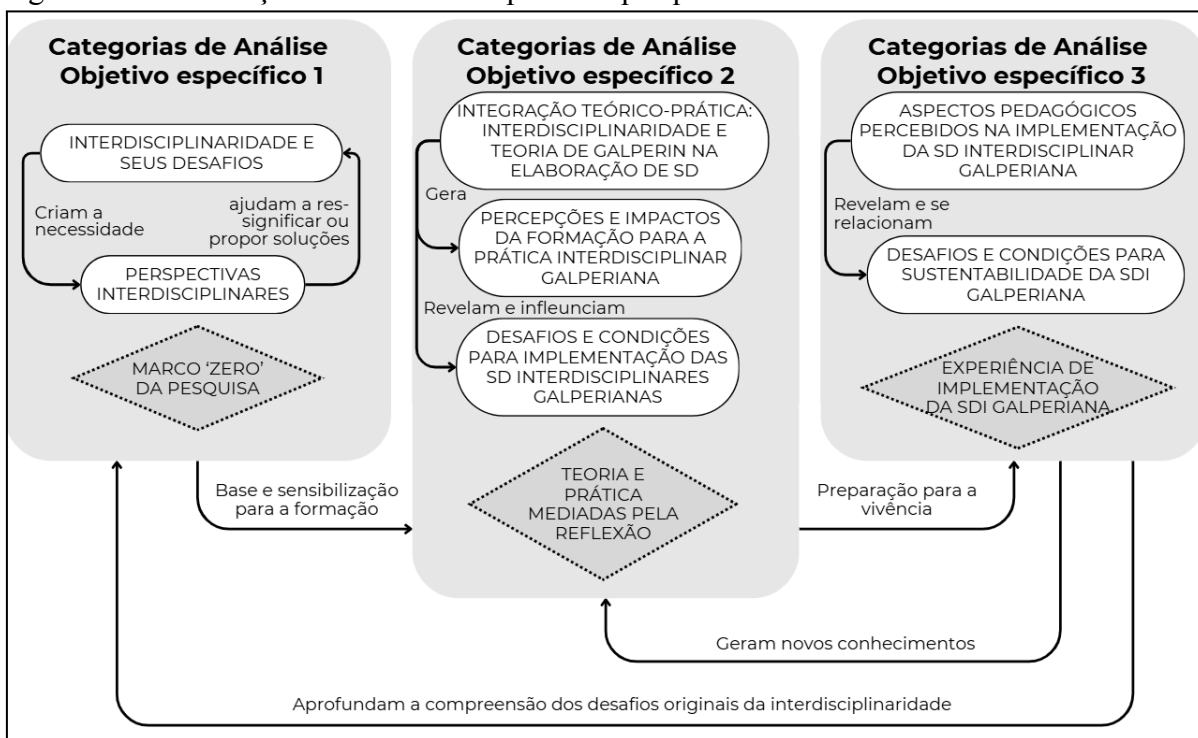 Categorias de Análise
Objetivo específico 1
INTERDISCIPLINARIDADE E
SEUS DESAFIOS
Criam a
necessidade
ajudam a res-
significar ou
propor soluções
PERSPECTIVAS
INTERDISCIPLINARES
MARCO ‘ZERO’
DA PESQUISA
Categorias de Análise
Objetivo específico 2
INTEGRAÇÃO TEÓRICO-PRÁTICA:
INTERDISCIPLINARIDADE E
TEORIA DE GALPERIN NA
ELABORAÇÃO DE SD
Gera
PERCEPÇÕES E IMPACTOS
DA FORMAÇÃO PARA A
PRÁTICA INTERDISCIPLINAR
GALPERIANA
Revelam e infleunciam
DESAFIOS E CONDIÇÕES
PARA IMPLEMENTAÇÃO DAS
SD INTERDISCIPLINARES
GALPERIANAS
TEORIA E
PRÁTICA
MEDIADAS PELA
REFLEXÃO
Categorias de Análise
Objetivo específico 3
ASPECTOS PEDAGÓGICOS
PERCEBIDOS NA IMPLEMENTAÇÃO
DA SD INTERDISCIPLINAR
GALPERIANA
Revelam e se
relacionam
DESAFIOS E CONDIÇÕES PARA
SUSTENTABILIDADE DA SDI
GALPERIANA
EXPERIÊNCIA DE
IMPLEMENTAÇÃO
DA SDI GALPERIANA
Base e sensibilização
para a formação
Preparação para a
vivência
Geram novos conhecimentos
Aprofundam a compreensão dos desafios originais da interdisciplinaridade